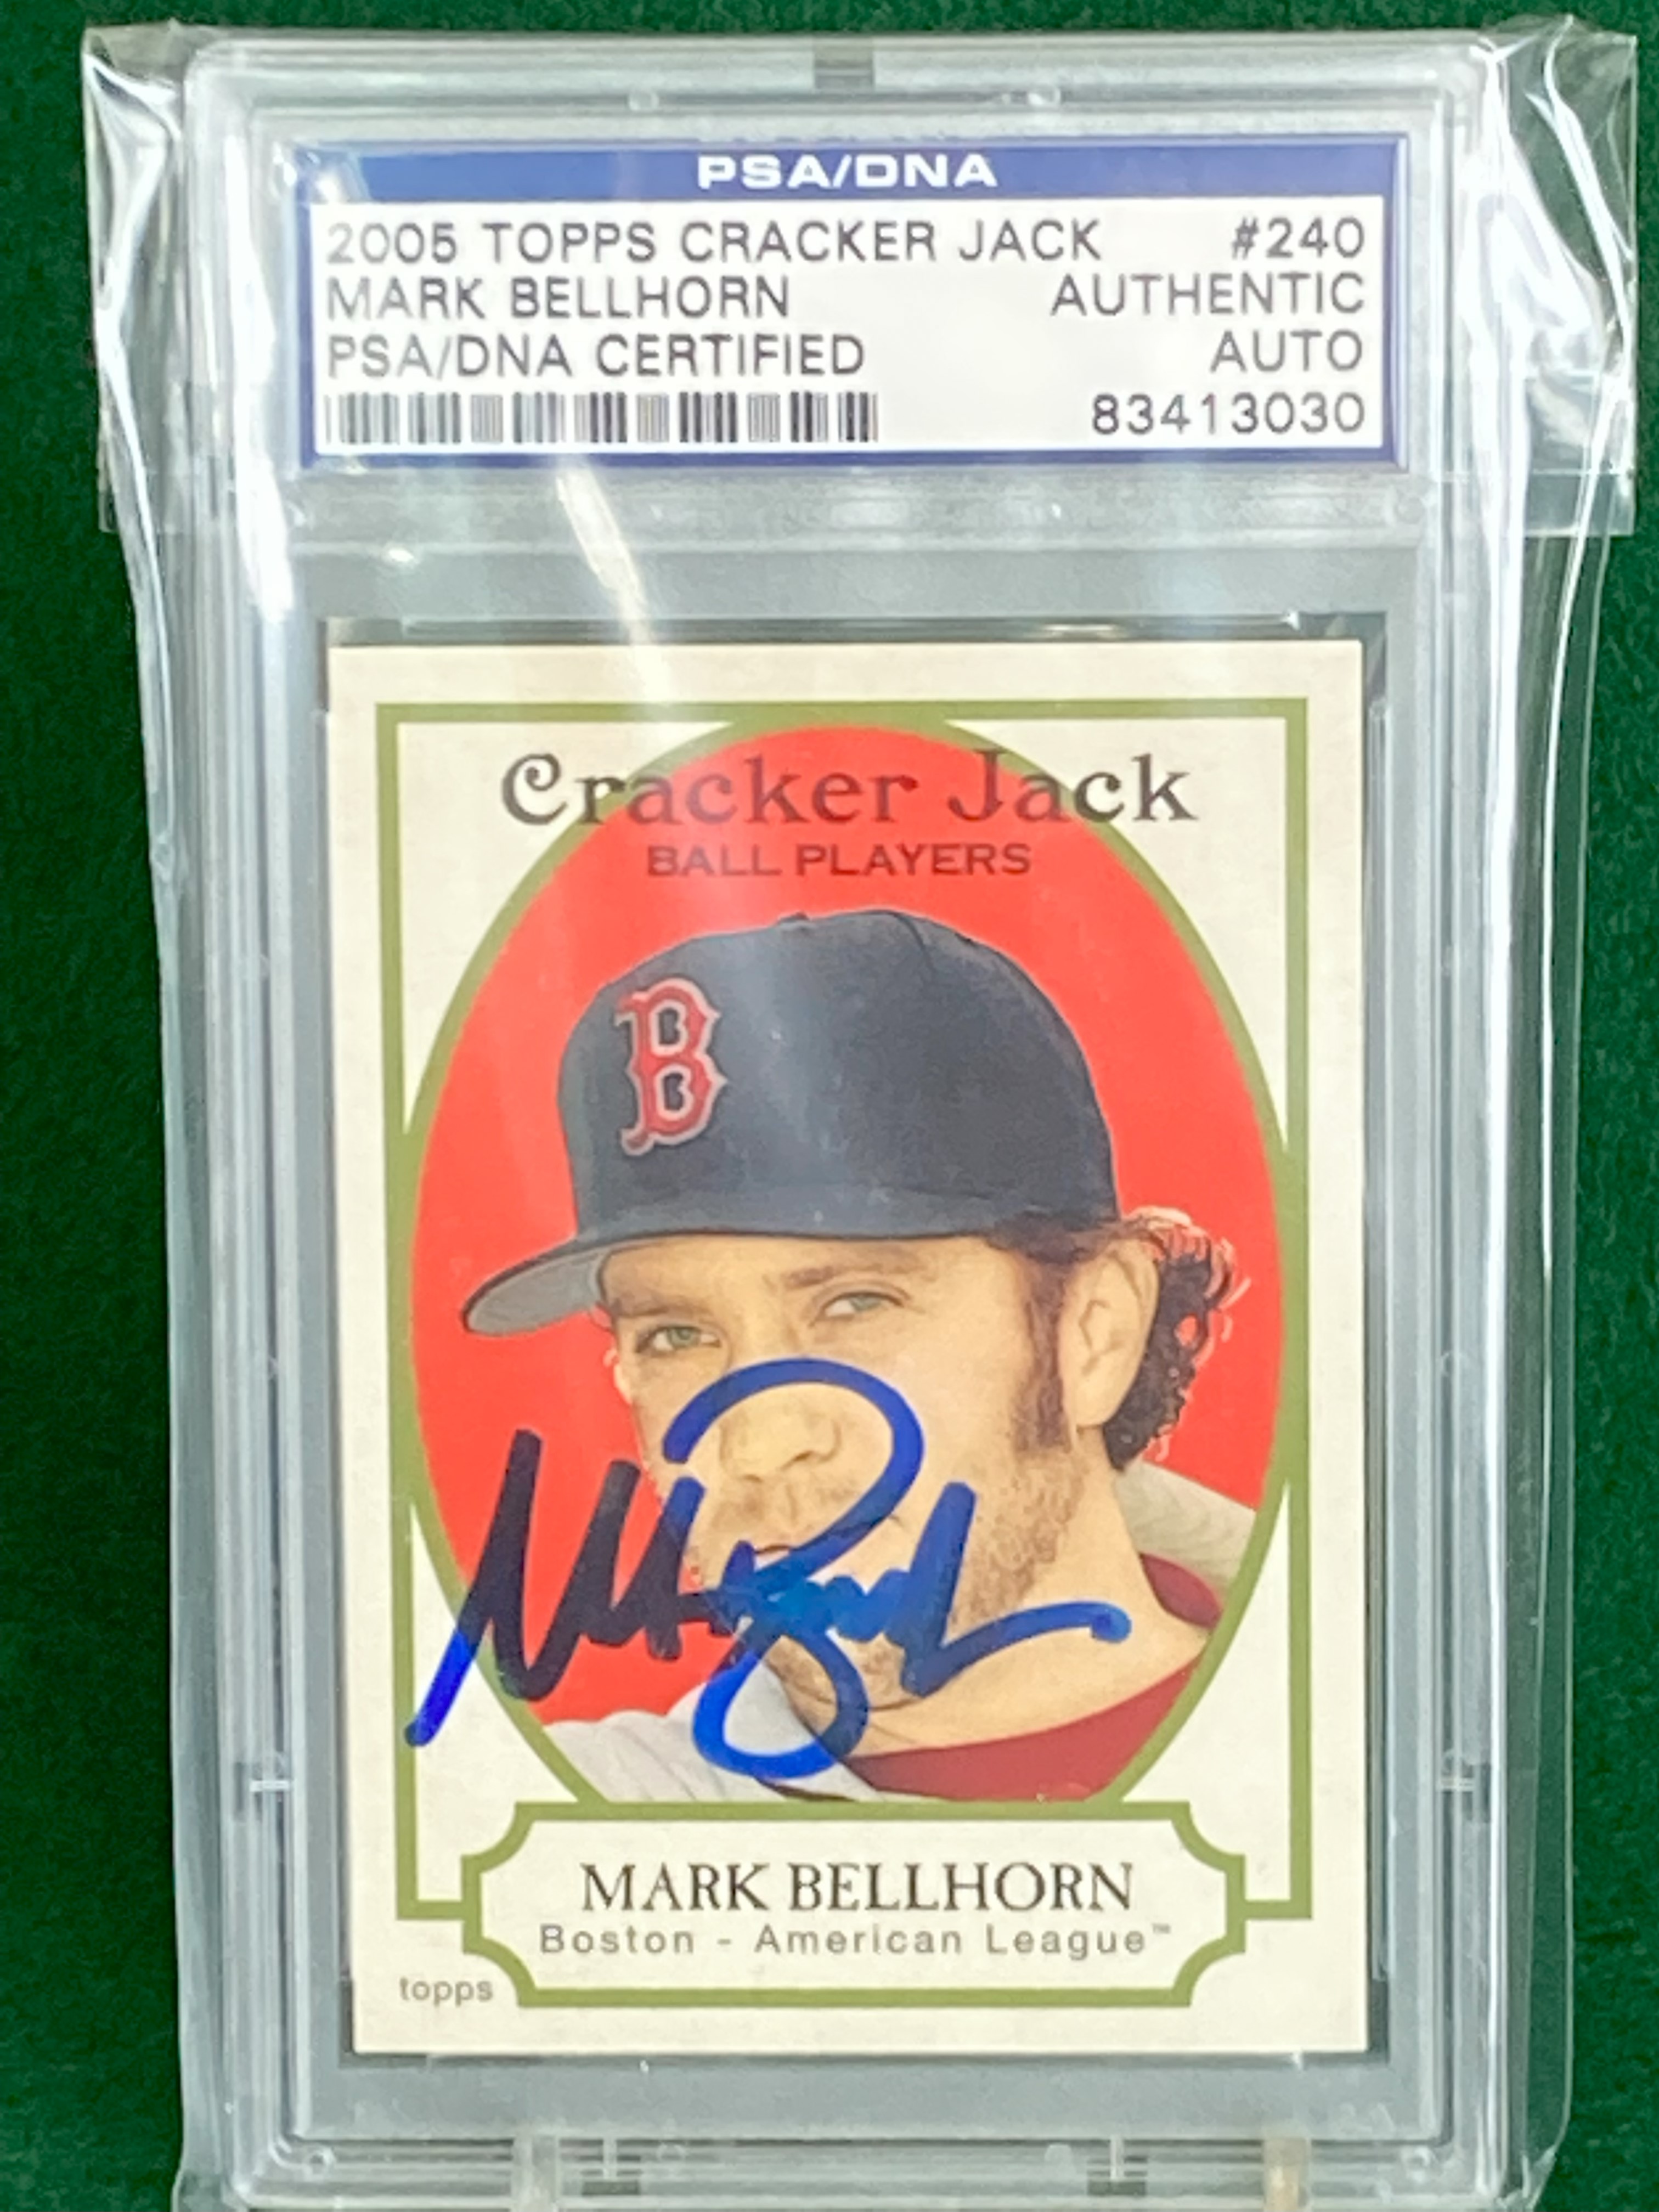 PSA/DNA
2005 TOPPS CRACKER JACK #240
MARK BELLHORN AUTHENTIC
PSA/DNA CERTIFIED AUTO
83413030
Cracker Jack
BALL PLAYERS
B
MARK BELLHORN
Boston - American League™
topps